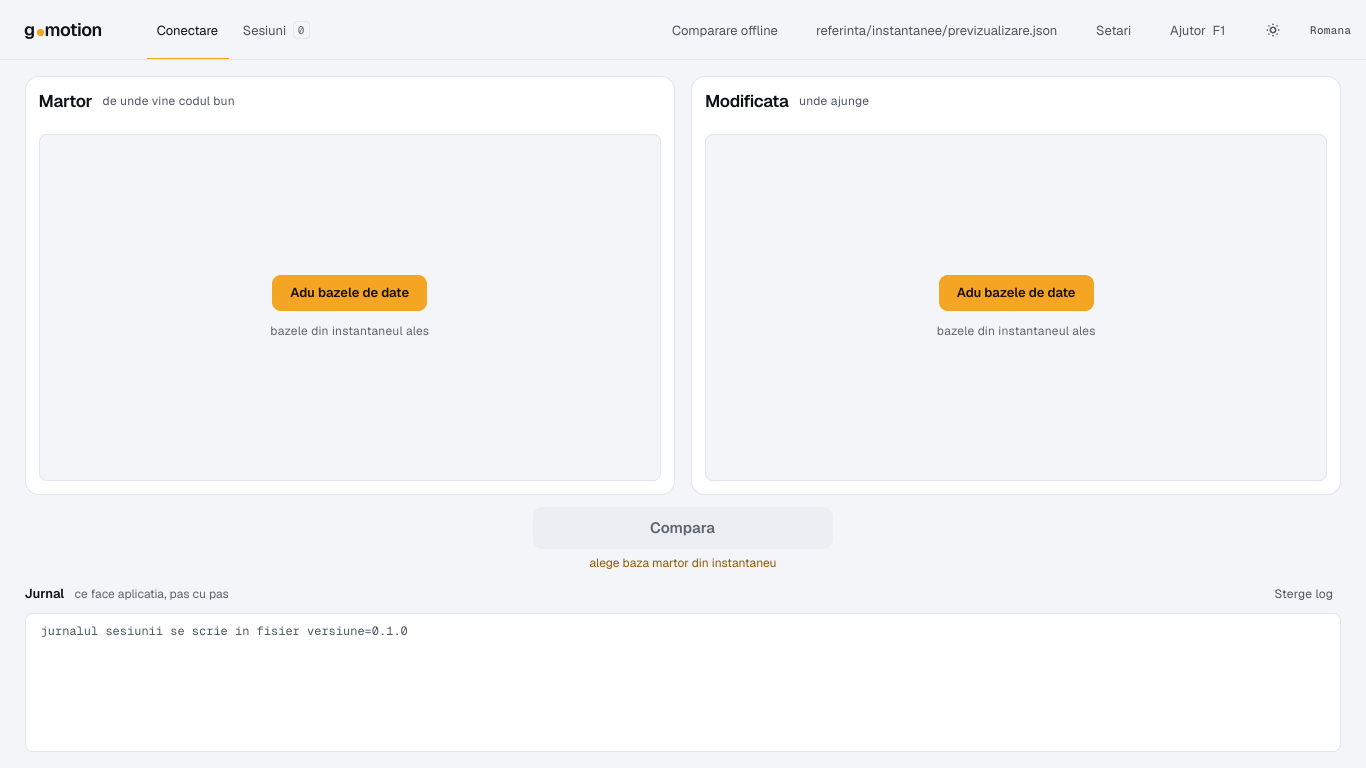 g.motion
Conectare
Sesiuni 0
Comparare offline
referinta/instantanee/previzualizare.json
Setari
Ajutor F1
Romana
Martor de unde vine codul bun
Adu bazele de date
bazele din instantaneul ales
Modificata unde ajunge
Adu bazele de date
bazele din instantaneul ales
Compara
alege baza martor din instantaneu
Jurnal ce face aplicatia, pas cu pas
Sterge log
jurnalul sesiunii se scrie in fisier versiune=0.1.0